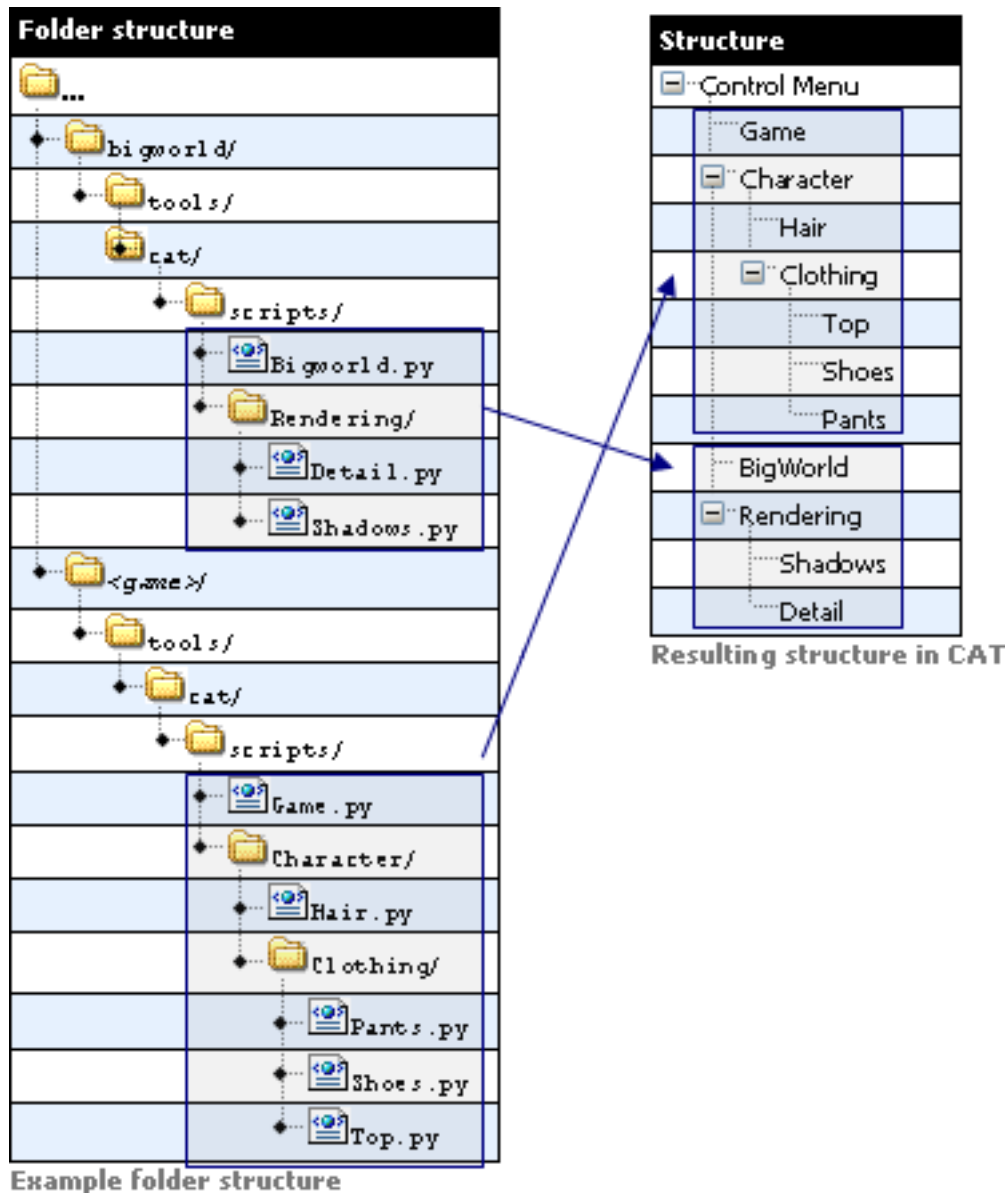 Folder structure
...
bigworld/
tools/
cat/
scripts/
Bigworld.py
Rendering/
Detail.py
Shadows.py
<game>/
tools/
cat/
scripts/
Game.py
Character/
Hair.py
Clothing/
Pants.py
Shoes.py
Top.py
Example folder structure
Structure
Control Menu
Game
Character
Hair
Clothing
Top
Shoes
Pants
BigWorld
Rendering
Shadows
Detail
Resulting structure in CAT